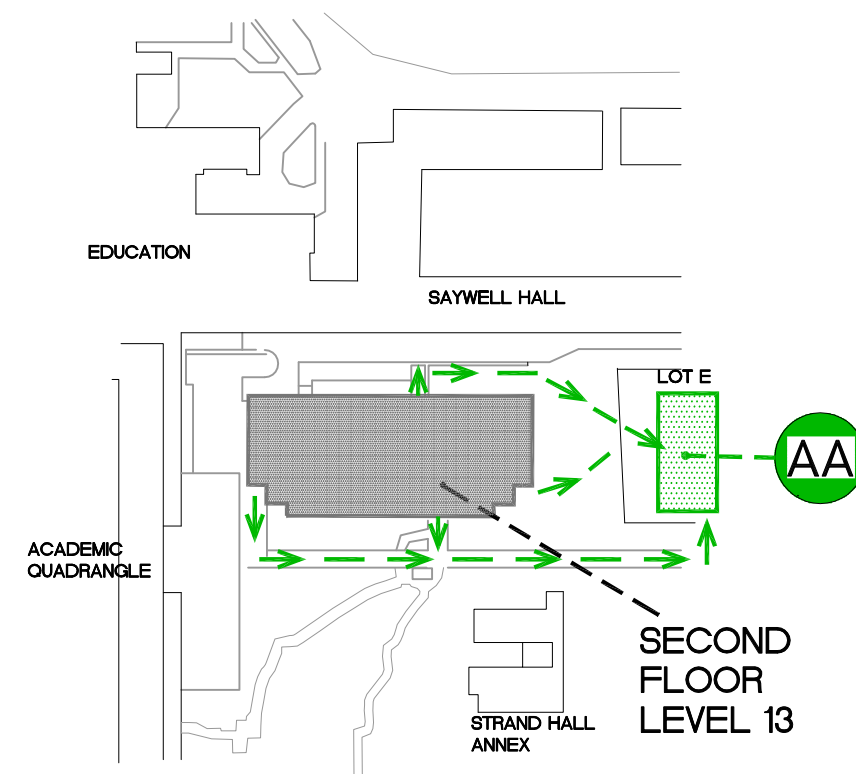 EDUCATION
SAYWELL HALL
LOT E
AA
ACADEMIC
QUADRANGLE
SECOND
FLOOR
LEVEL 13
STRAND HALL
ANNEX